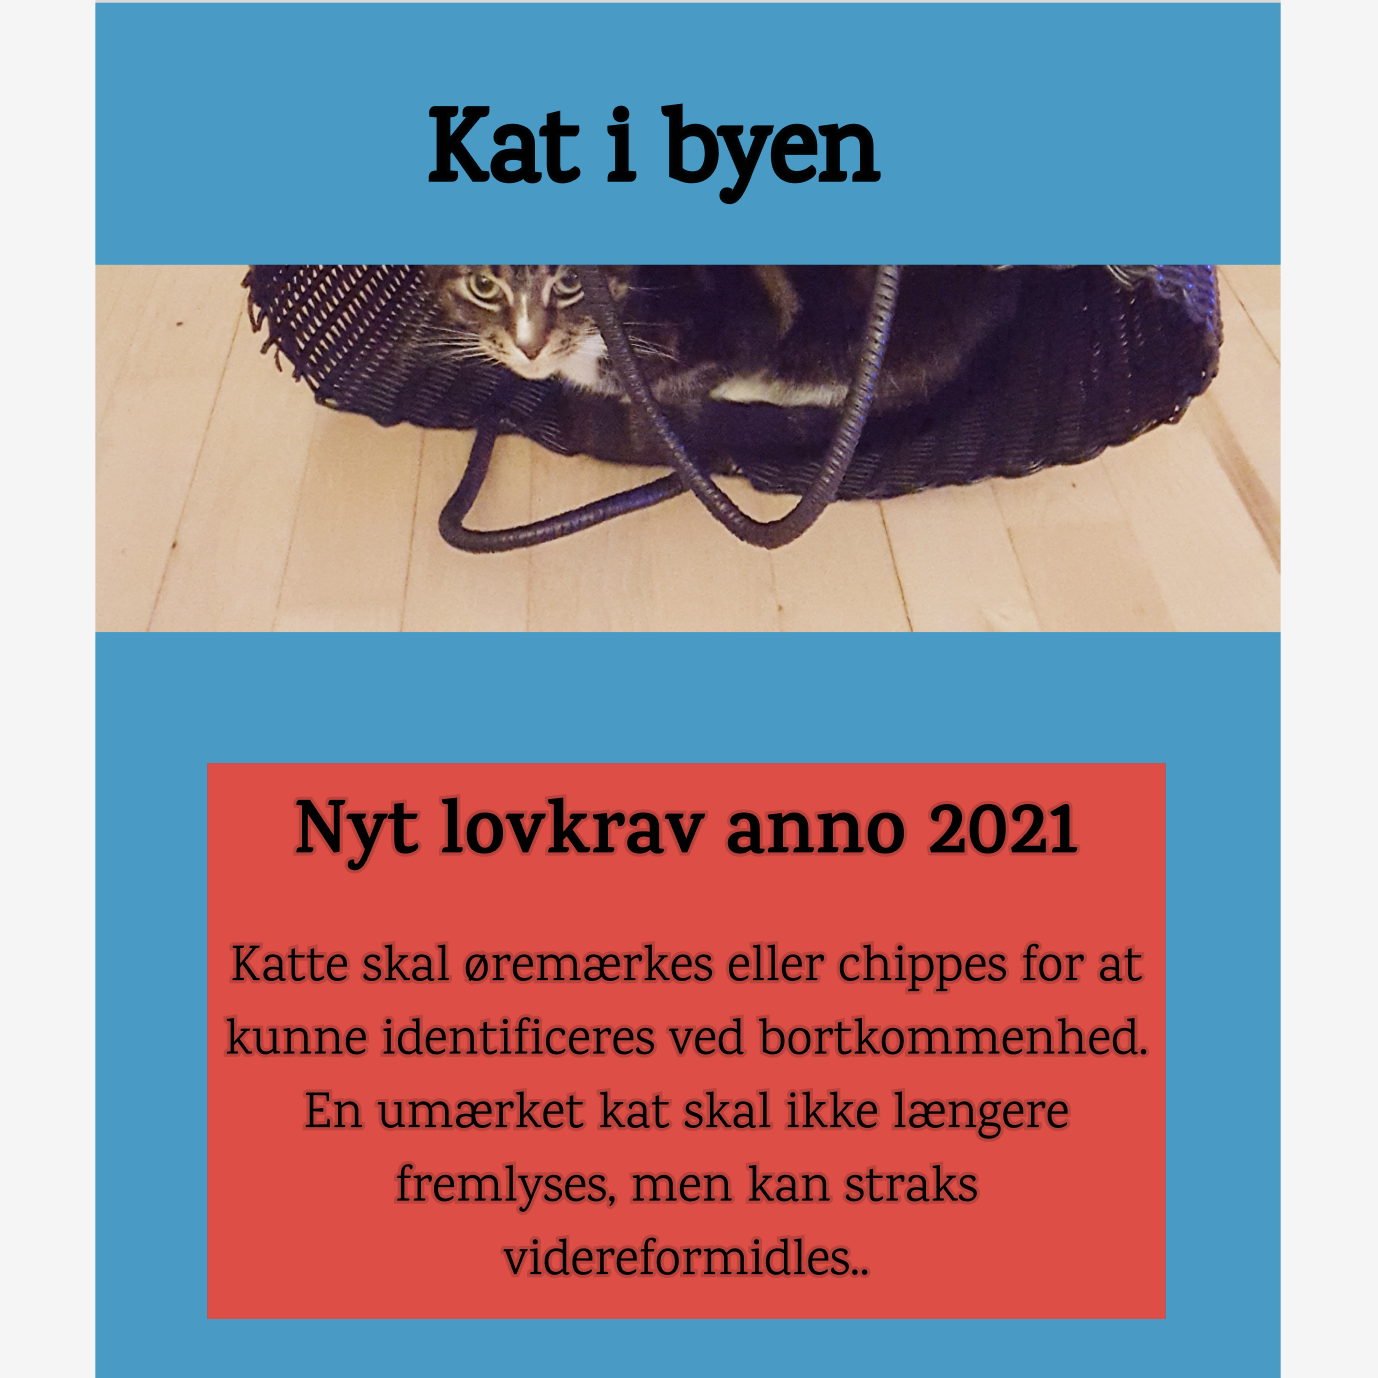 Kat i byen
Nyt lovkrav anno 2021
Katte skal øremærkes eller chippes for at
kunne identificeres ved bortkommenhed.
En umærket kat skal ikke længere
fremlyses, men kan straks
videreformidles..